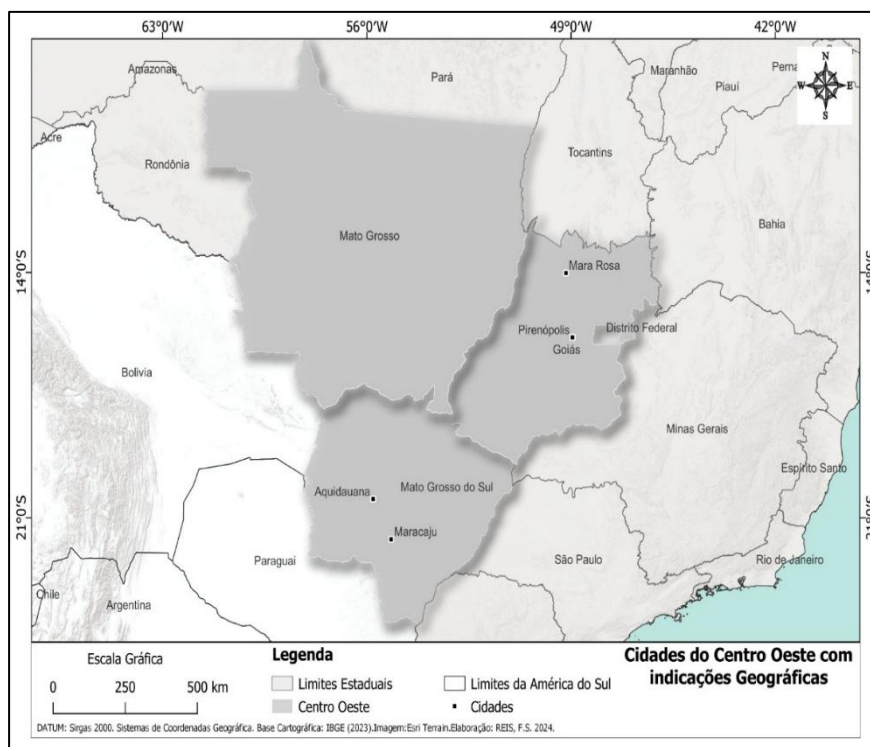 63°0'W 56°0'W 49°0'W 42°0'W
Amazonas
Pará
Maranhão
Perna
Piauí
N
W E
S
Acre
Rondônia
Tocantins
Mato Grosso
Bahia
14°0'S
Mara Rosa
14°0'S
Pirenópolis
Distrito Federal
Goiás
Bolivia
Minas Gerais
Espírito Santo
Aquidauana
Mato Grosso do Sul
21°0'S
21°0'S
Maracaju
Paraguai
São Paulo
Rio de Janeiro
Chile
Argentina
Escala Gráfica
0 250 500 km
Legenda
Limites Estaduais
Limites da América do Sul
Centro Oeste
Cidades
Cidades do Centro Oeste com
indicações Geográficas
DATUM: Sirgas 2000. Sistemas de Coordenadas Geográfica. Base Cartográfica: IBGE (2023).Imagem:Esri Terrain.Elaboração: REIS, F.S. 2024.